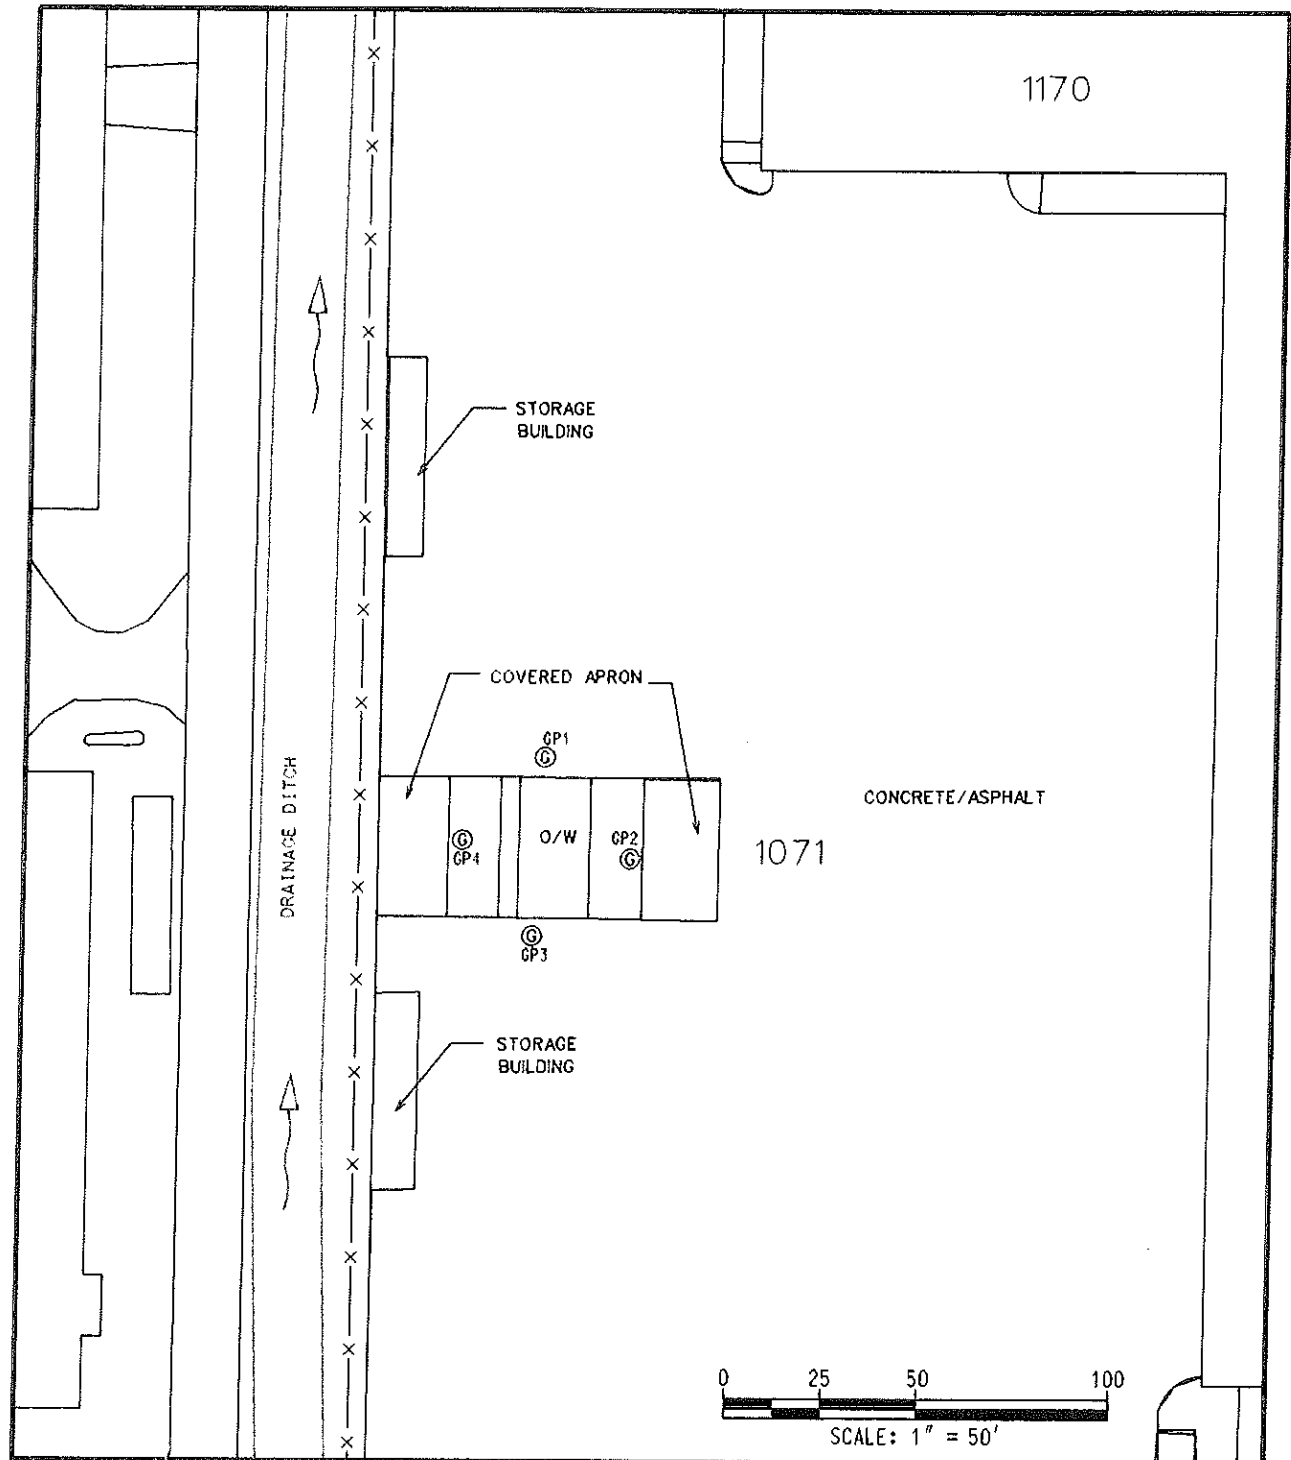 1170
STORAGE
BUILDING
COVERED APRON
GP1
G
CONCRETE/ASPHALT
DRAINAGE DITCH
O/W
GP2
G
G
GP4
1071
G
GP3
STORAGE
BUILDING
0 25 50 100
SCALE: 1" = 50'